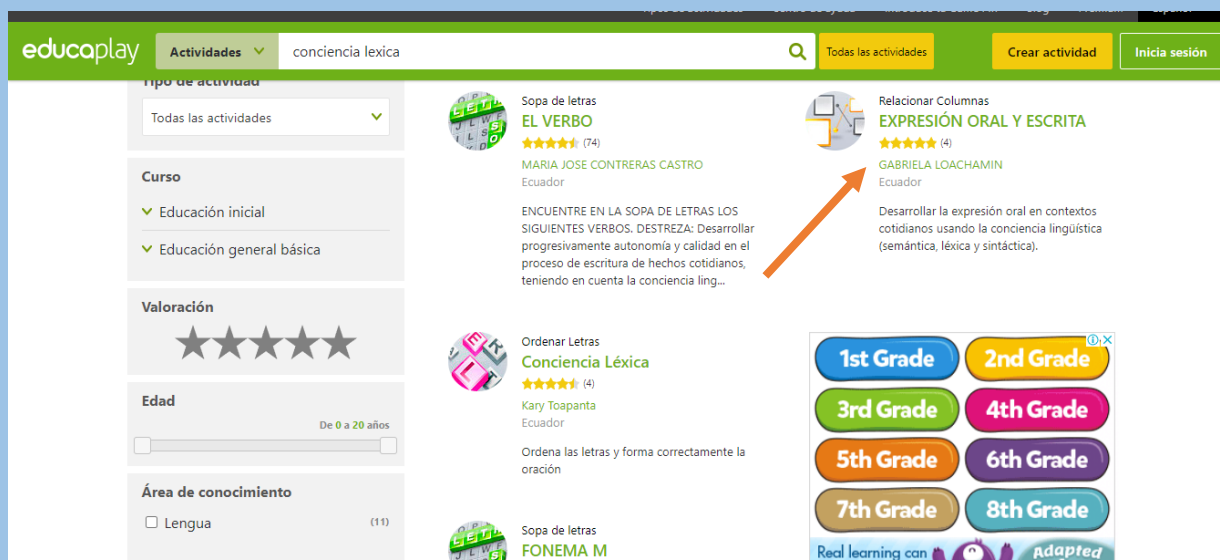 educaplay
Actividades
conciencia lexica
Todas las actividades
Crear actividad
Inicia sesión
Tipo de actividad
Todas las actividades
Curso
Educación inicial
Educación general básica
Valoración
Edad
De 0 a 20 años
Área de conocimiento
Lengua (11)
Sopa de letras
EL VERBO
(74)
MARIA JOSE CONTRERAS CASTRO
Ecuador
ENCUENTRE EN LA SOPA DE LETRAS LOS
SIGUIENTES VERBOS. DESTREZA: Desarrollar
progresivamente autonomía y calidad en el
proceso de escritura de hechos cotidianos,
teniendo en cuenta la conciencia ling...
Relacionar Columnas
EXPRESIÓN ORAL Y ESCRITA
(4)
GABRIELA LOACHAMIN
Ecuador
Desarrollar la expresión oral en contextos
cotidianos usando la conciencia lingüística
(semántica, léxica y sintáctica).
Ordenar Letras
Conciencia Léxica
(4)
Kary Toapanta
Ecuador
Ordena las letras y forma correctamente la
oración
Sopa de letras
FONEMA M
1st Grade
2nd Grade
3rd Grade
4th Grade
5th Grade
6th Grade
7th Grade
8th Grade
Real learning can
Adapted